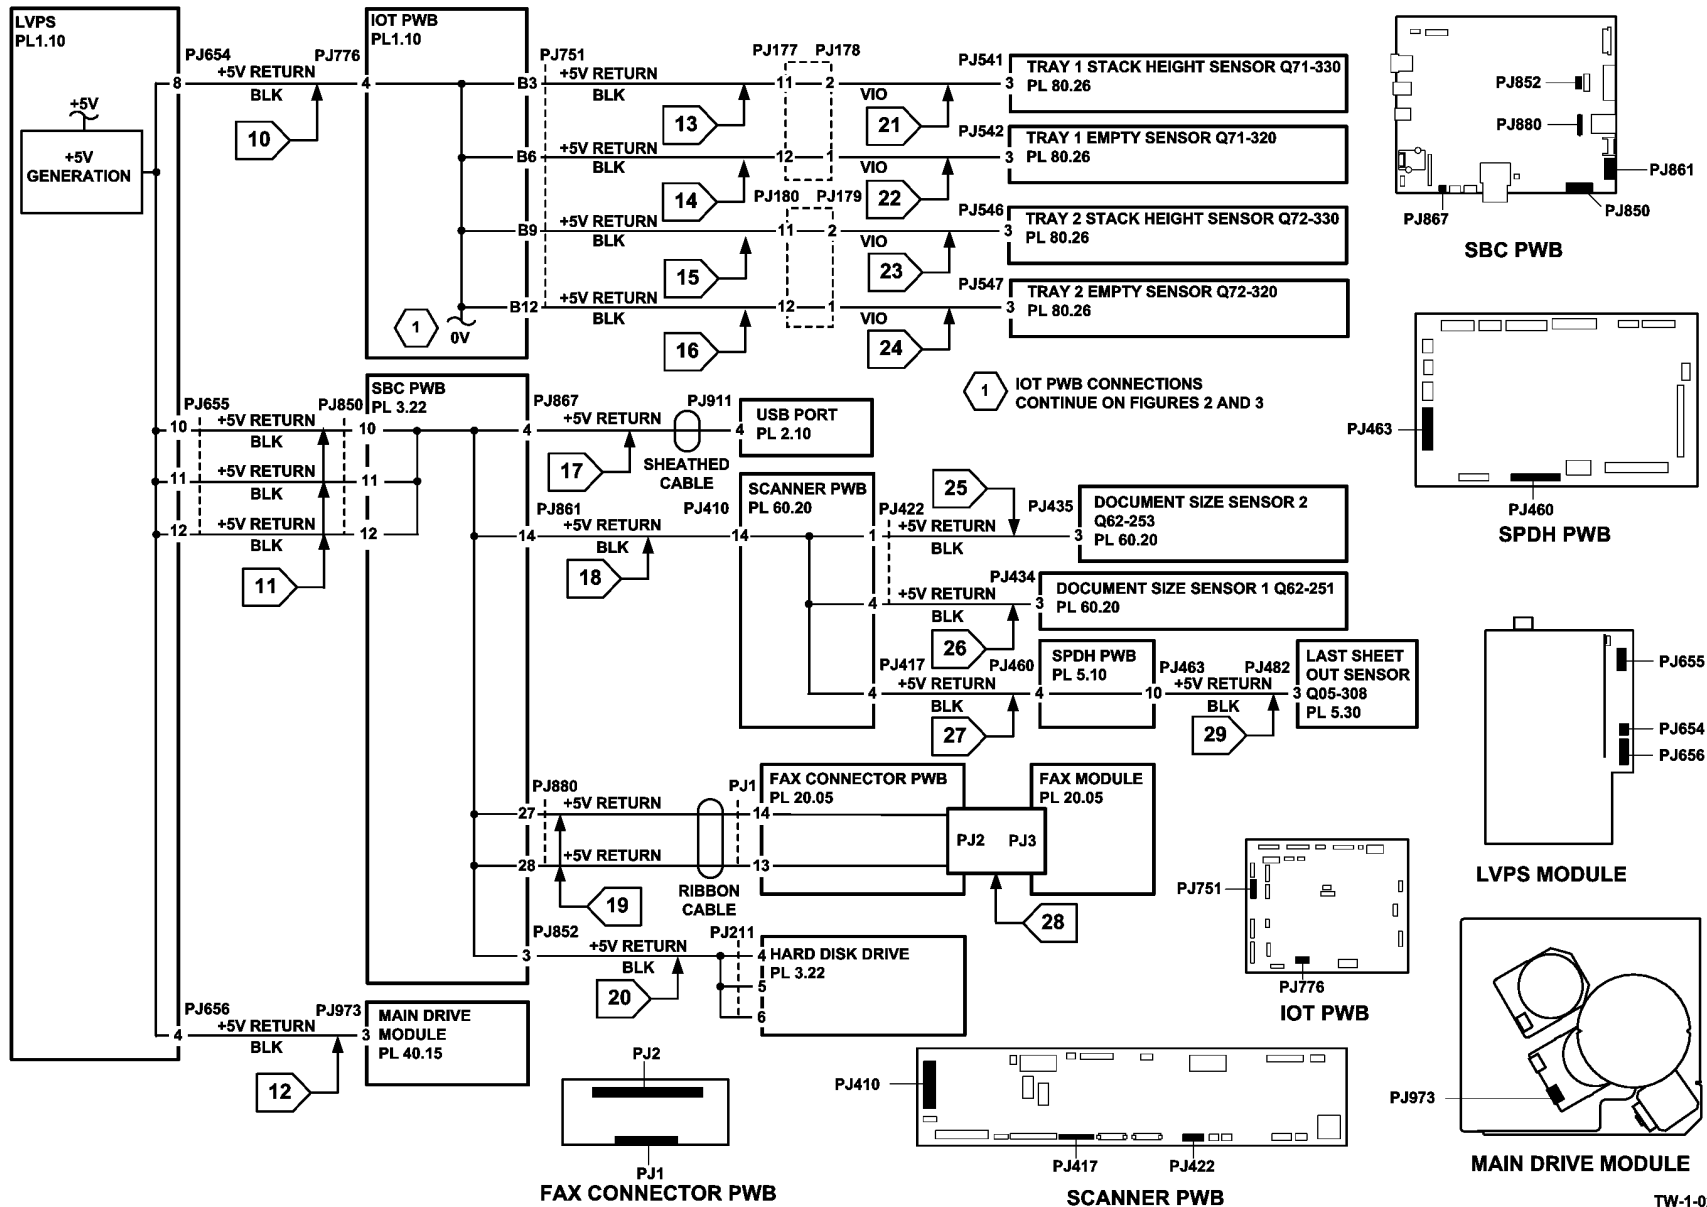 LVPS
PL1.10
+5V
+5V
GENERATION
PJ654
8
+5V RETURN
BLK
10
PJ776
4
IOT PWB
PL1.10
1
0V
PJ751
B3
+5V RETURN
BLK
13
PJ177
11
PJ178
2
VIO
21
PJ541
3
TRAY 1 STACK HEIGHT SENSOR Q71-330
PL 80.26
B6
+5V RETURN
BLK
14
12
1
VIO
22
PJ542
3
TRAY 1 EMPTY SENSOR Q71-320
PL 80.26
B9
+5V RETURN
BLK
15
PJ180
11
PJ179
2
VIO
23
PJ546
3
TRAY 2 STACK HEIGHT SENSOR Q72-330
PL 80.26
B12
+5V RETURN
BLK
16
12
1
VIO
24
PJ547
3
TRAY 2 EMPTY SENSOR Q72-320
PL 80.26
1
IOT PWB CONNECTIONS
CONTINUE ON FIGURES 2 AND 3
PJ655
10
+5V RETURN
BLK
11
+5V RETURN
BLK
12
+5V RETURN
BLK
11
PJ850
10
11
12
SBC PWB
PL 3.22
PJ867
4
+5V RETURN
17
SHEATHED
CABLE
PJ911
4
USB PORT
PL 2.10
PJ861
14
+5V RETURN
BLK
18
PJ410
14
SCANNER PWB
PL 60.20
PJ422
1
+5V RETURN
BLK
25
PJ435
3
DOCUMENT SIZE SENSOR 2
Q62-253
PL 60.20
4
+5V RETURN
BLK
26
PJ434
3
DOCUMENT SIZE SENSOR 1 Q62-251
PL 60.20
PJ417
4
+5V RETURN
BLK
27
PJ460
4
SPDH PWB
PL 5.10
PJ463
10
+5V RETURN
BLK
29
PJ482
3
LAST SHEET
OUT SENSOR
Q05-308
PL 5.30
PJ880
27
+5V RETURN
28
+5V RETURN
19
RIBBON
CABLE
PJ1
14
13
FAX CONNECTOR PWB
PL 20.05
PJ2
PJ3
28
FAX MODULE
PL 20.05
PJ852
3
+5V RETURN
BLK
20
PJ211
4
5
6
HARD DISK DRIVE
PL 3.22
PJ656
4
+5V RETURN
BLK
12
PJ973
3
MAIN DRIVE
MODULE
PL 40.15
PJ2
PJ1
FAX CONNECTOR PWB
PJ410
PJ417
PJ422
SCANNER PWB
PJ852
PJ880
PJ861
PJ867
PJ850
SBC PWB
PJ463
PJ460
SPDH PWB
PJ655
PJ654
PJ656
LVPS MODULE
PJ751
PJ776
IOT PWB
PJ973
MAIN DRIVE MODULE